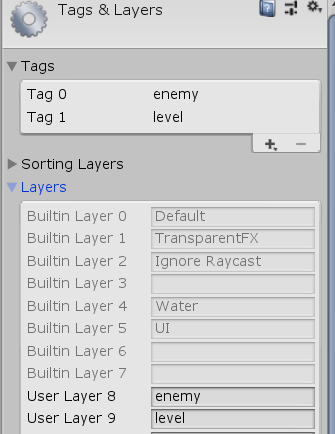 Tags & Layers
Tags
Tag 0 enemy
Tag 1 level
Sorting Layers
Layers
Builtin Layer 0 Default
Builtin Layer 1 TransparentFX
Builtin Layer 2 Ignore Raycast
Builtin Layer 3
Builtin Layer 4 Water
Builtin Layer 5 UI
Builtin Layer 6
Builtin Layer 7
User Layer 8 enemy
User Layer 9 level